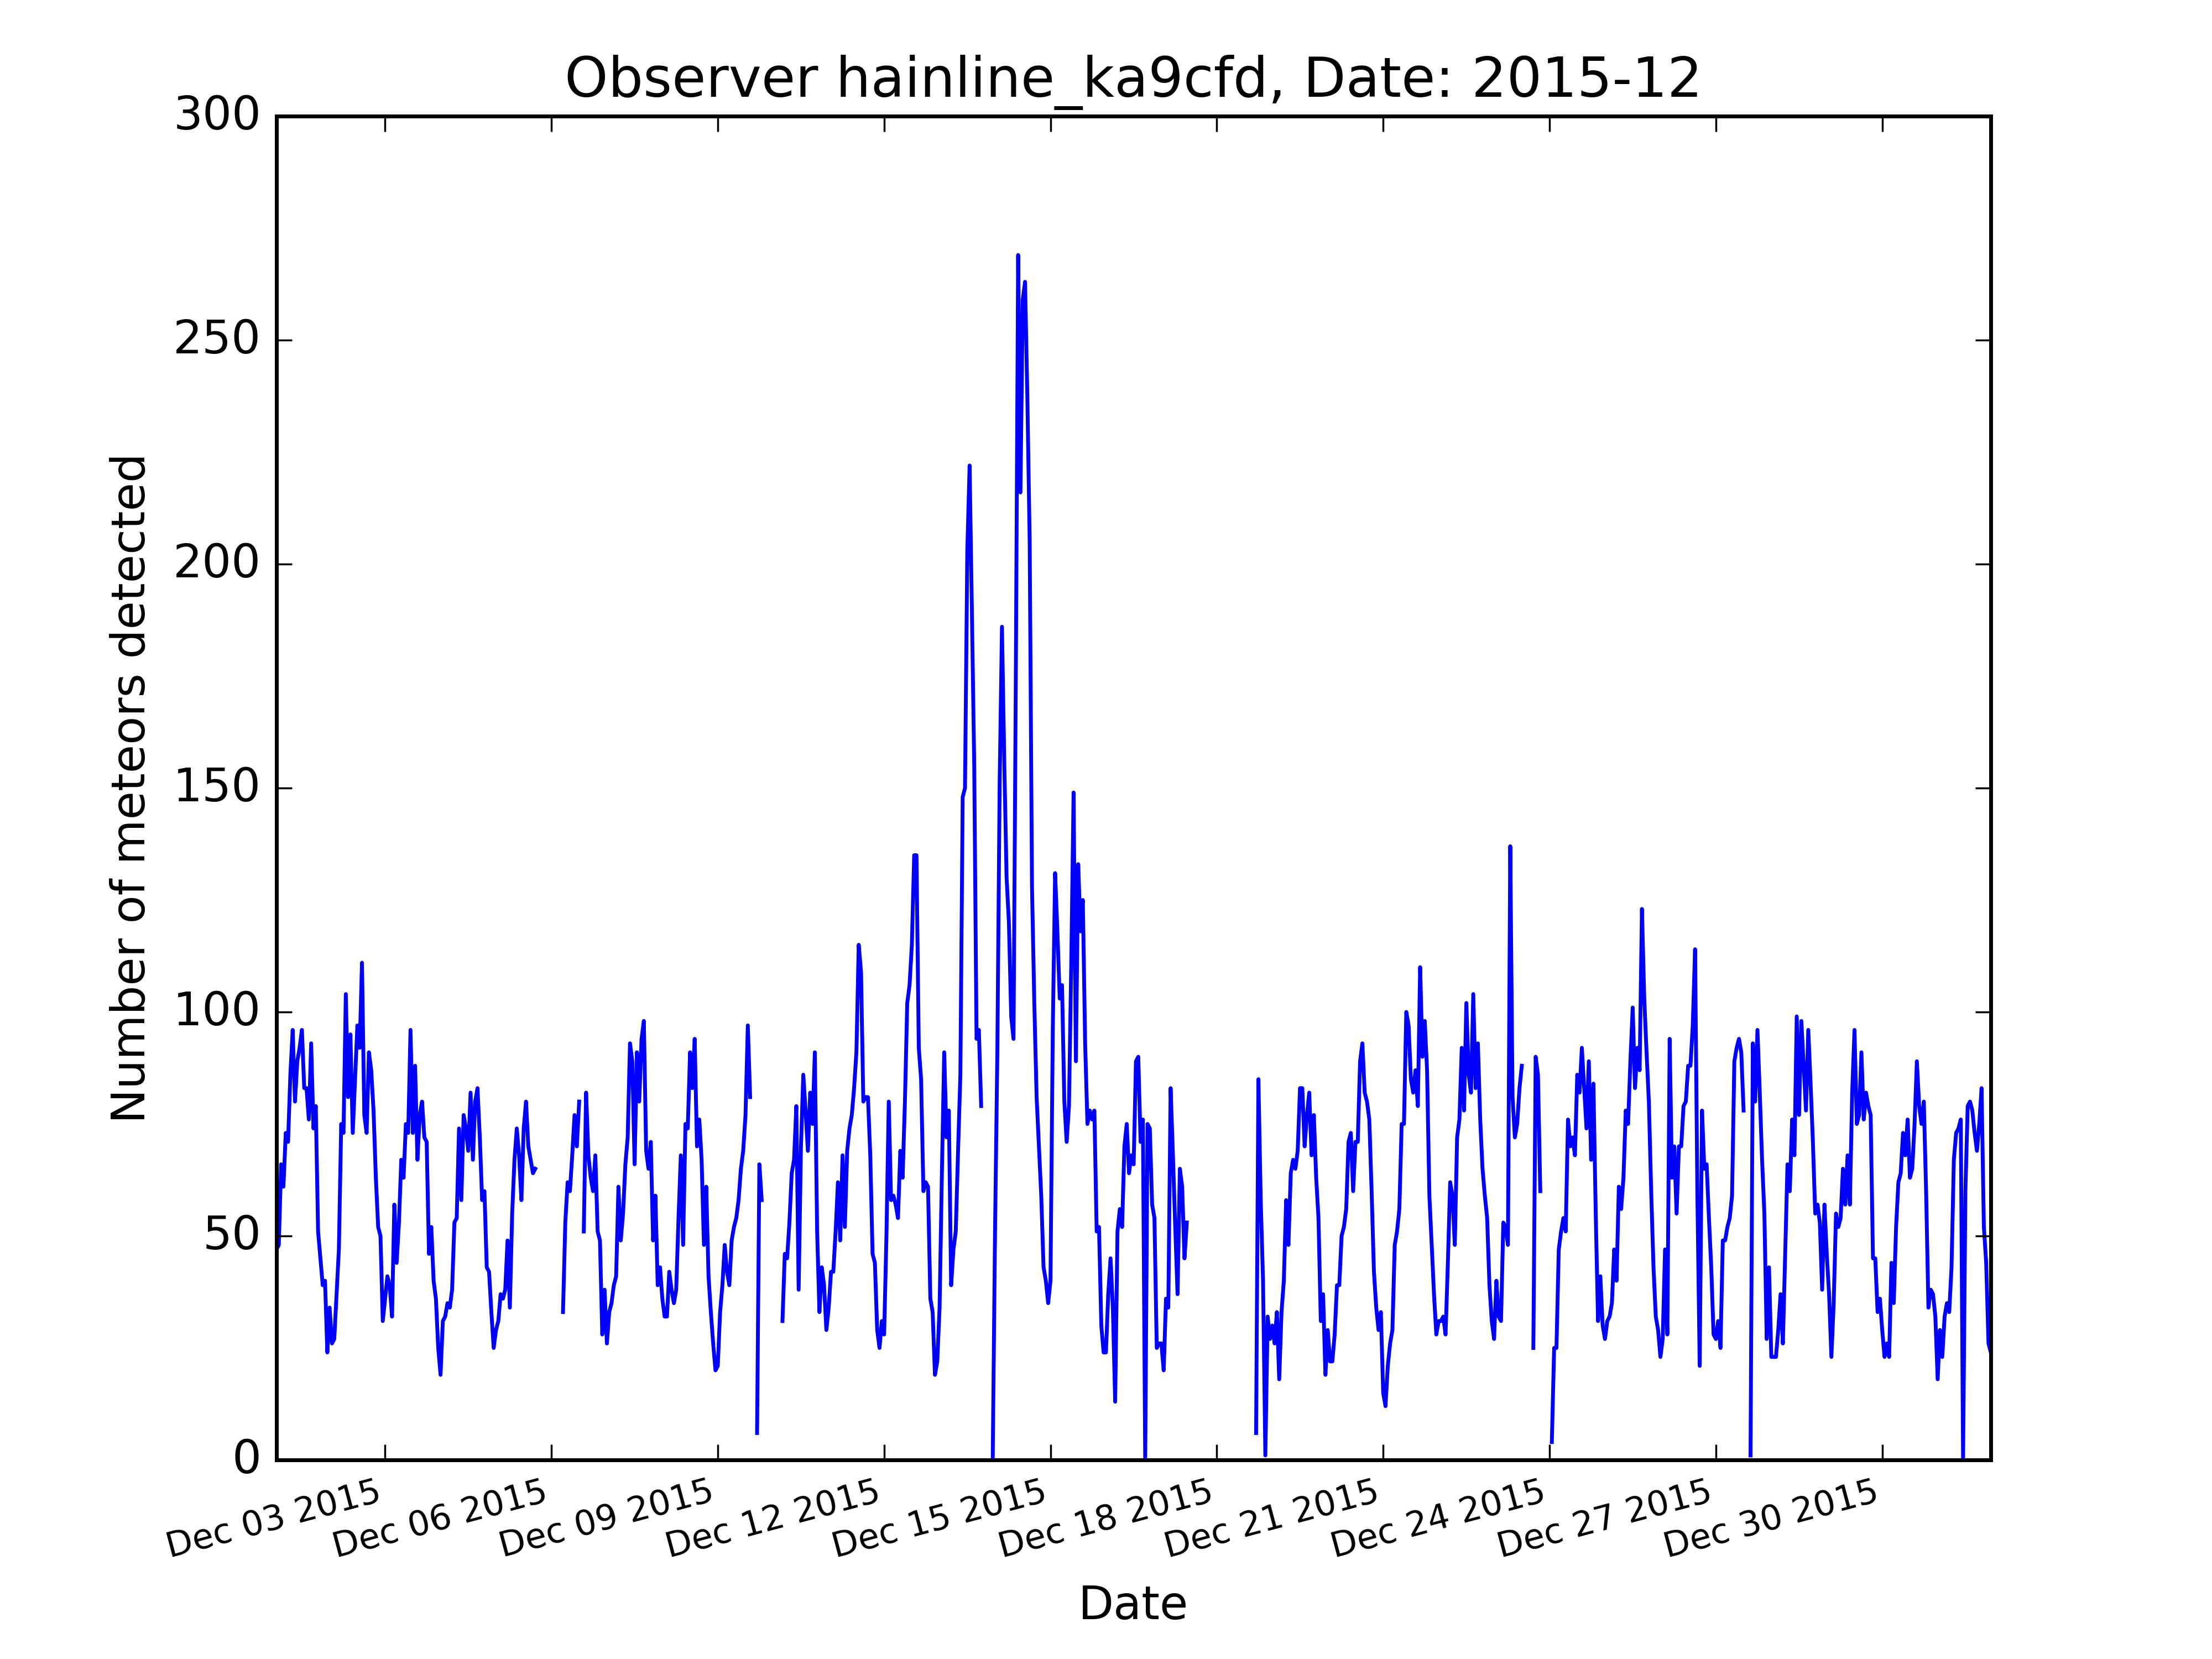 Observer hainline_ka9cfd, Date: 2015-12
300
250
200
150
100
50
0
Number of meteors detected
Dec 03 2015
Dec 06 2015
Dec 09 2015
Dec 12 2015
Dec 15 2015
Dec 18 2015
Dec 21 2015
Dec 24 2015
Dec 27 2015
Dec 30 2015
Date